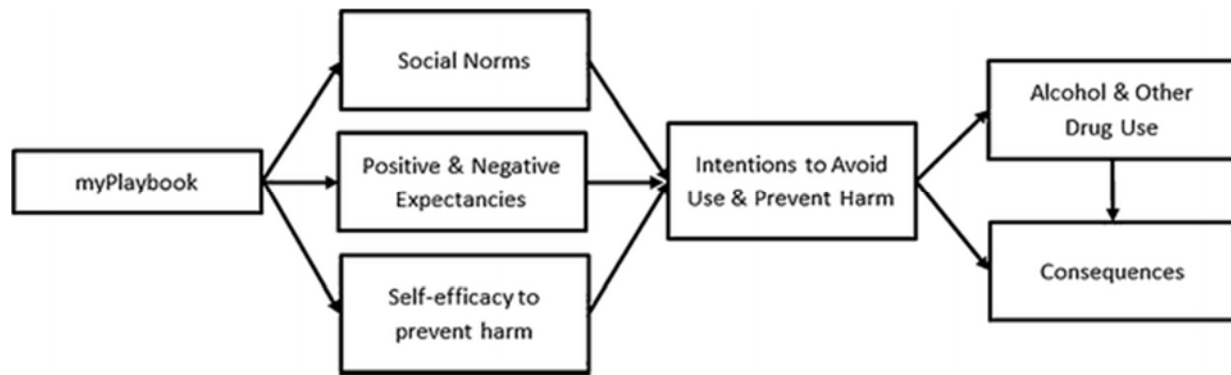 myPlaybook
Social Norms
Positive & Negative
Expectancies
Self-efficacy to
prevent harm
Intentions to Avoid
Use & Prevent Harm
Alcohol & Other
Drug Use
Consequences